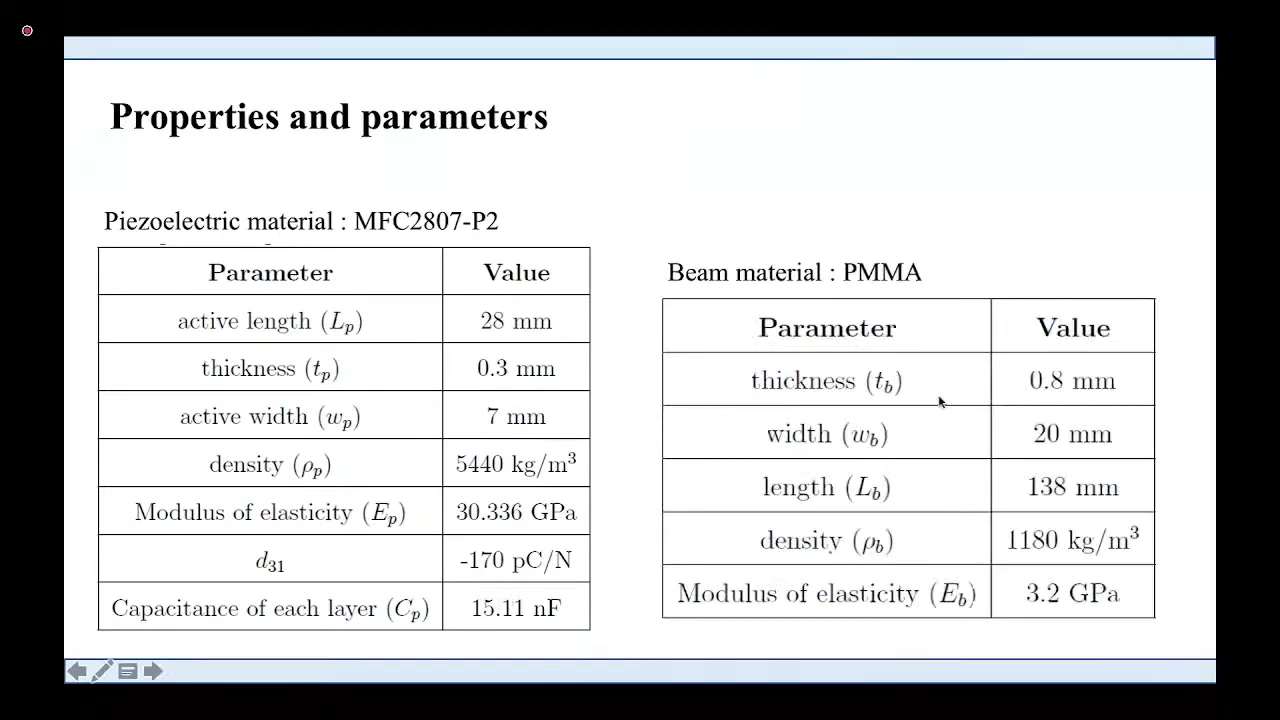 Properties and parameters
Piezoelectric material : MFC2807-P2
Parameter Value
active length (Lp) 28 mm
thickness (tp) 0.3 mm
active width (wp) 7 mm
density (ρp) 5440 kg/m³
Modulus of elasticity (Ep) 30.336 GPa
d31 -170 pC/N
Capacitance of each layer (Cp) 15.11 nF
Beam material : PMMA
Parameter Value
thickness (tb) 0.8 mm
width (wb) 20 mm
length (Lb) 138 mm
density (ρb) 1180 kg/m³
Modulus of elasticity (Eb) 3.2 GPa